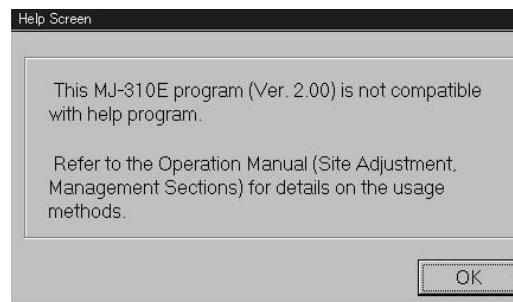 Help Screen
This MJ-310E program (Ver. 2.00) is not compatible
with help program.
Refer to the Operation Manual (Site Adjustment,
Management Sections) for details on the usage
methods.
OK